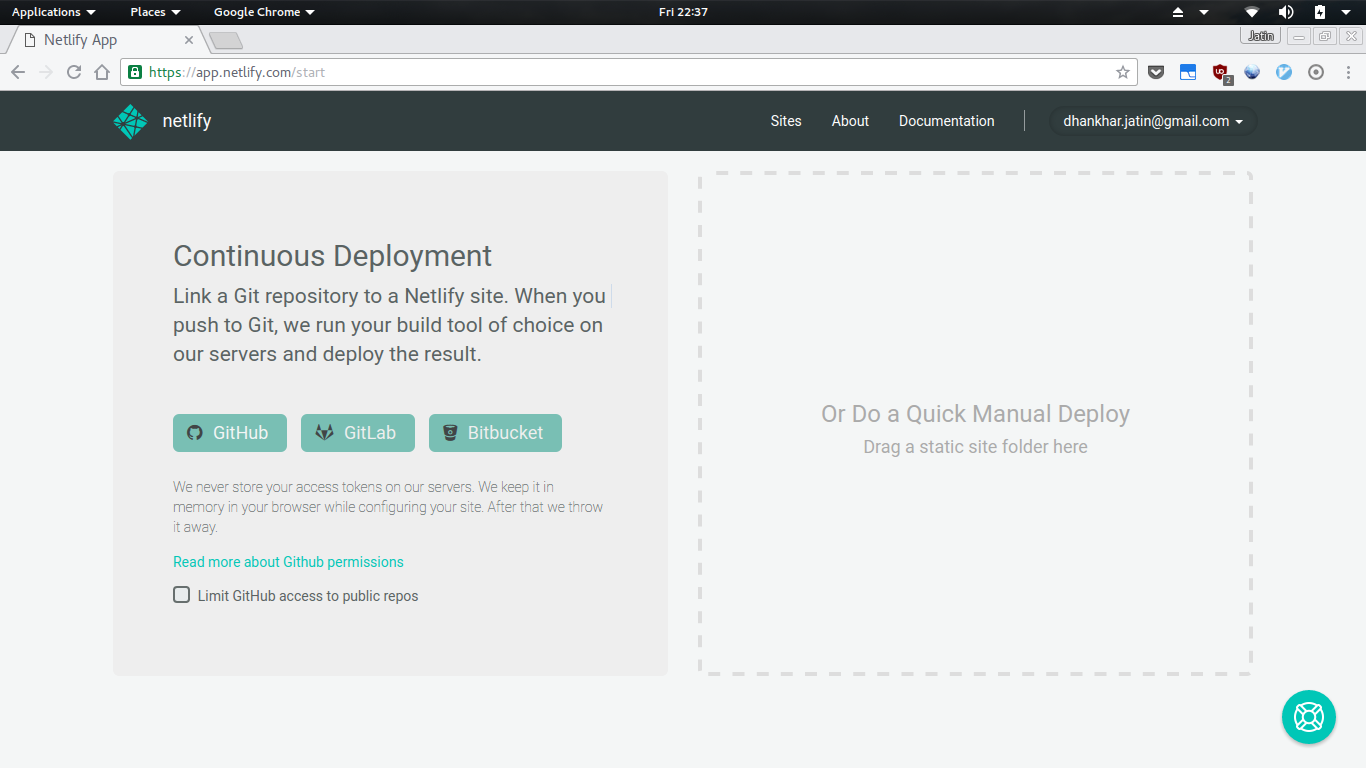 Applications Places Google Chrome Fri 22:37
Netlify App Jatin
https://app.netlify.com/start
2
netlify Sites About Documentation dhankhar.jatin@gmail.com
Continuous Deployment
Link a Git repository to a Netlify site. When you
push to Git, we run your build tool of choice on
our servers and deploy the result.
GitHub GitLab Bitbucket
We never store your access tokens on our servers. We keep it in
memory in your browser while configuring your site. After that we throw
it away.
Read more about Github permissions
Limit GitHub access to public repos
Or Do a Quick Manual Deploy
Drag a static site folder here